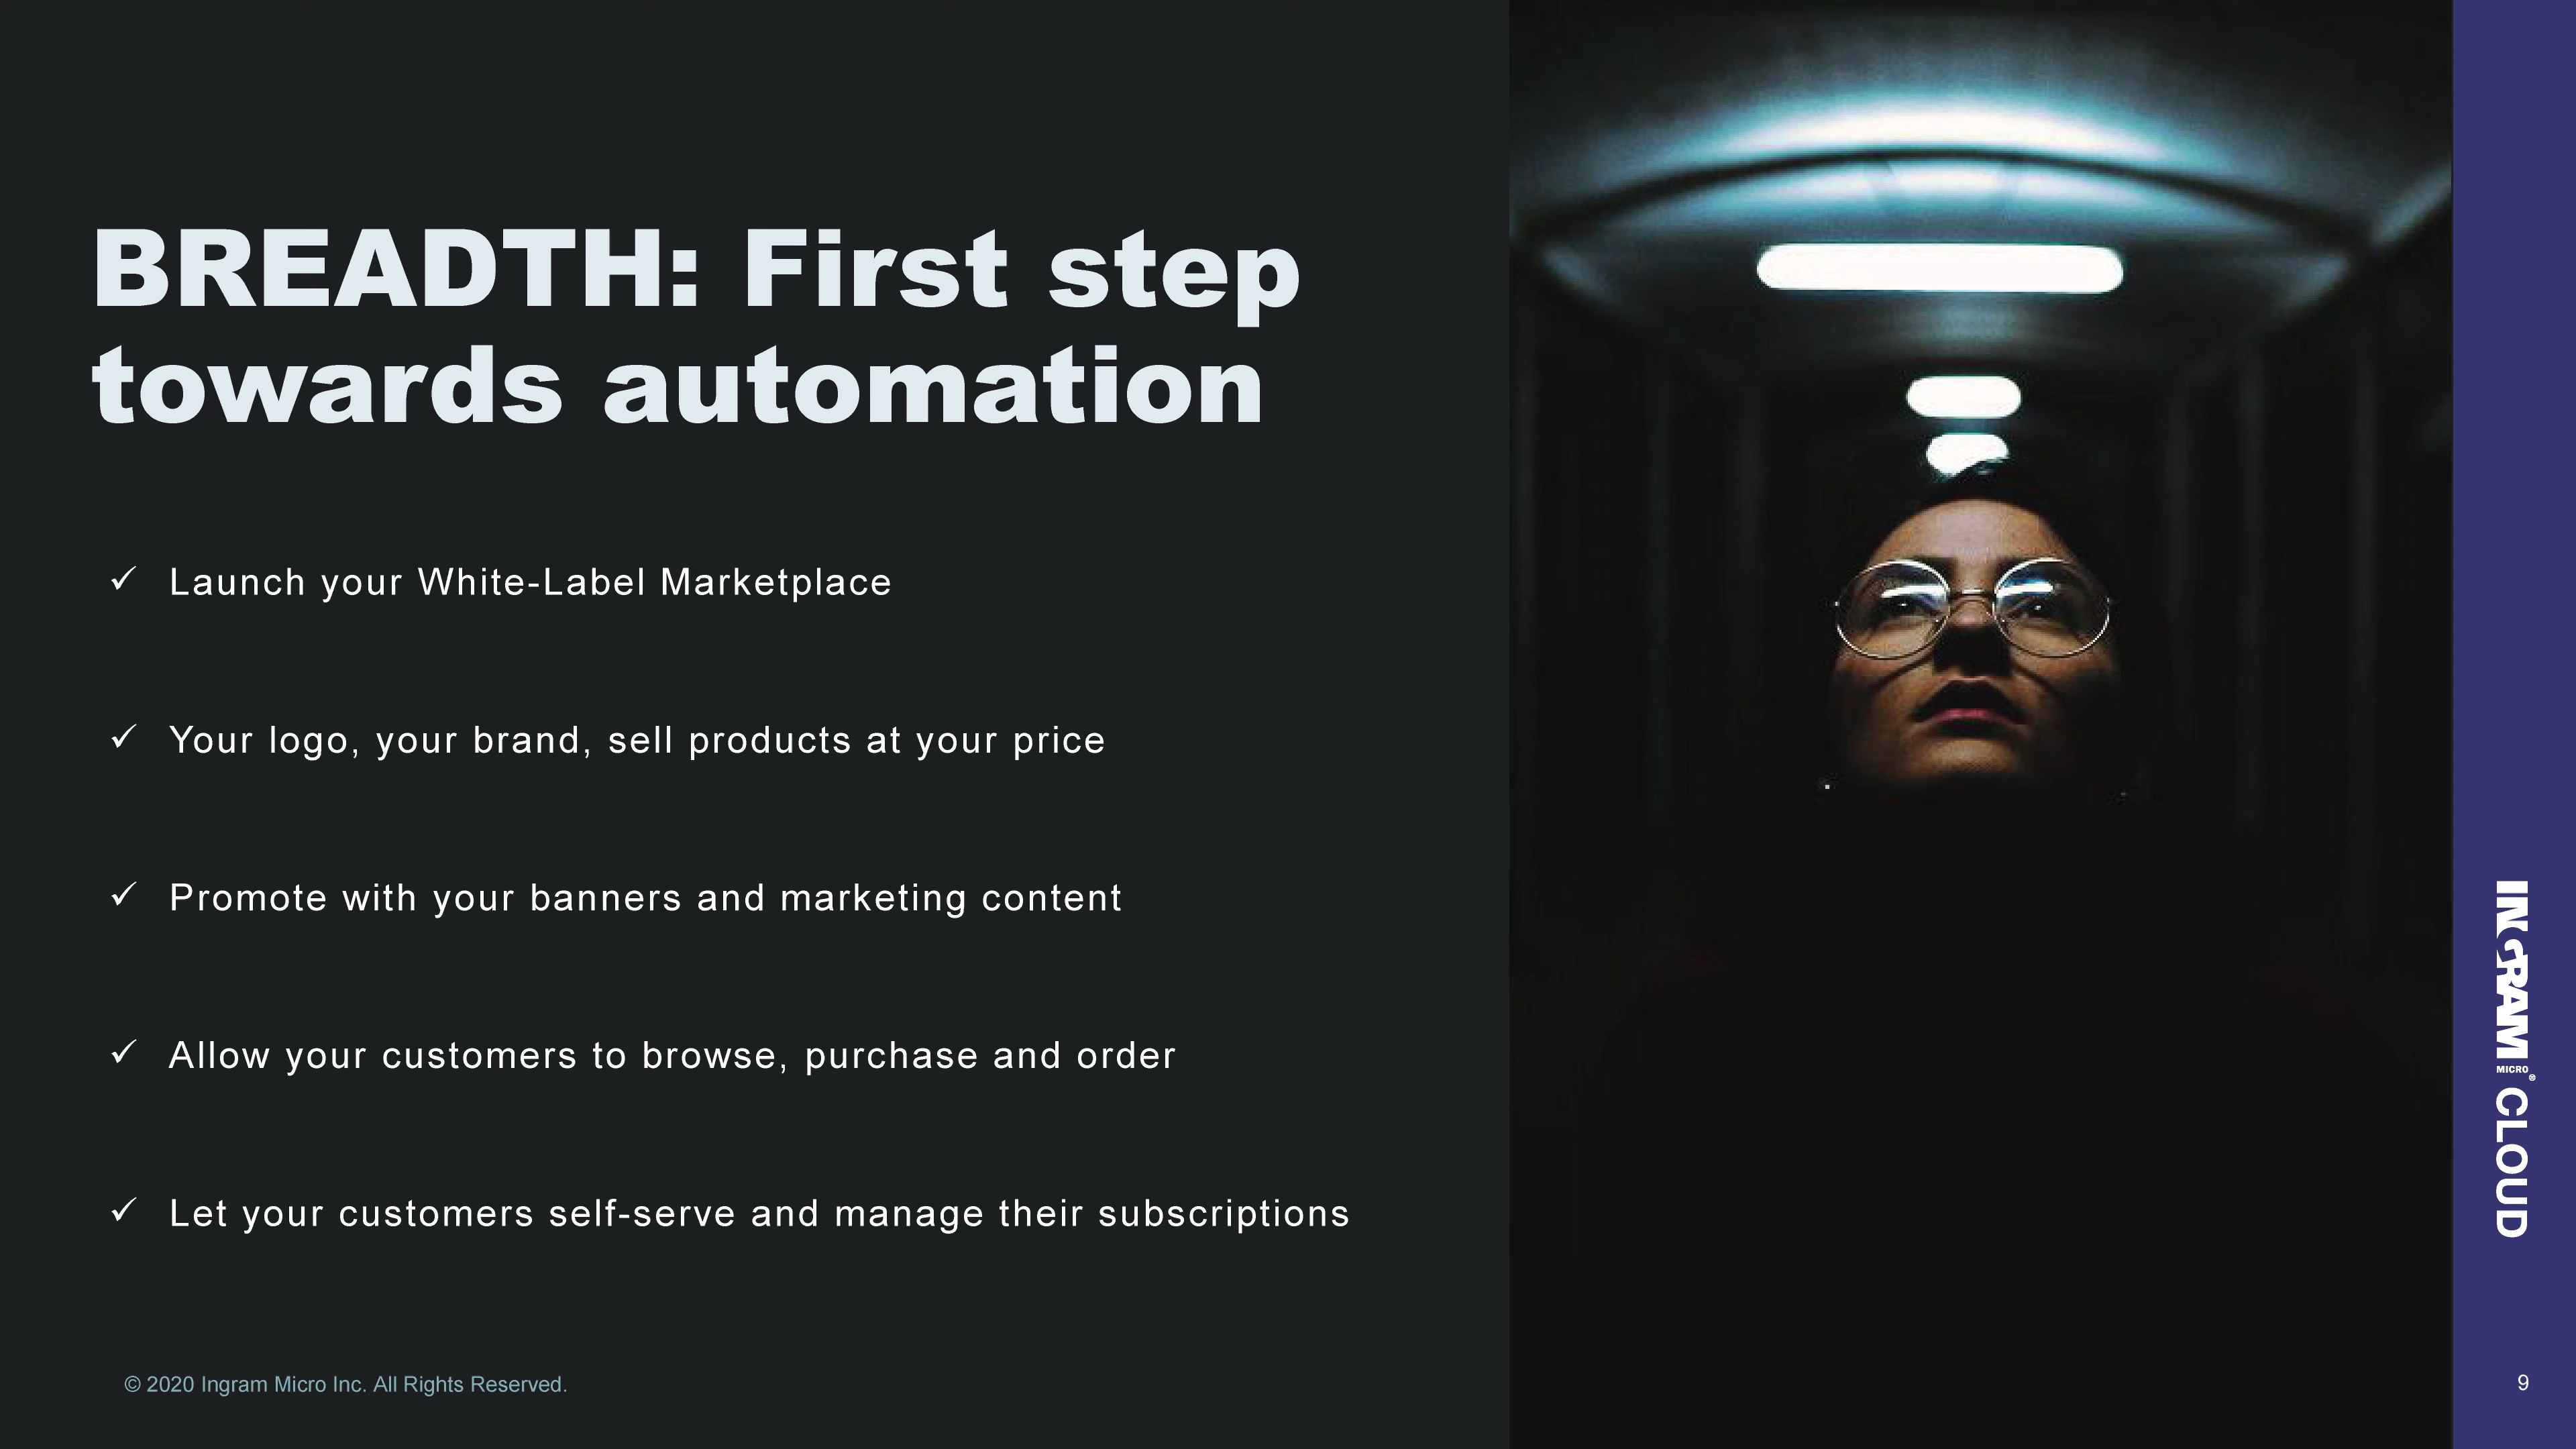 BREADTH: First step
towards automation
✓ Launch your White-Label Marketplace
✓ Your logo, your brand, sell products at your price
✓ Promote with your banners and marketing content
✓ Allow your customers to browse, purchase and order
✓ Let your customers self-serve and manage their subscriptions
© 2020 Ingram Micro Inc. All Rights Reserved.
INGRAM MICRO® CLOUD
9